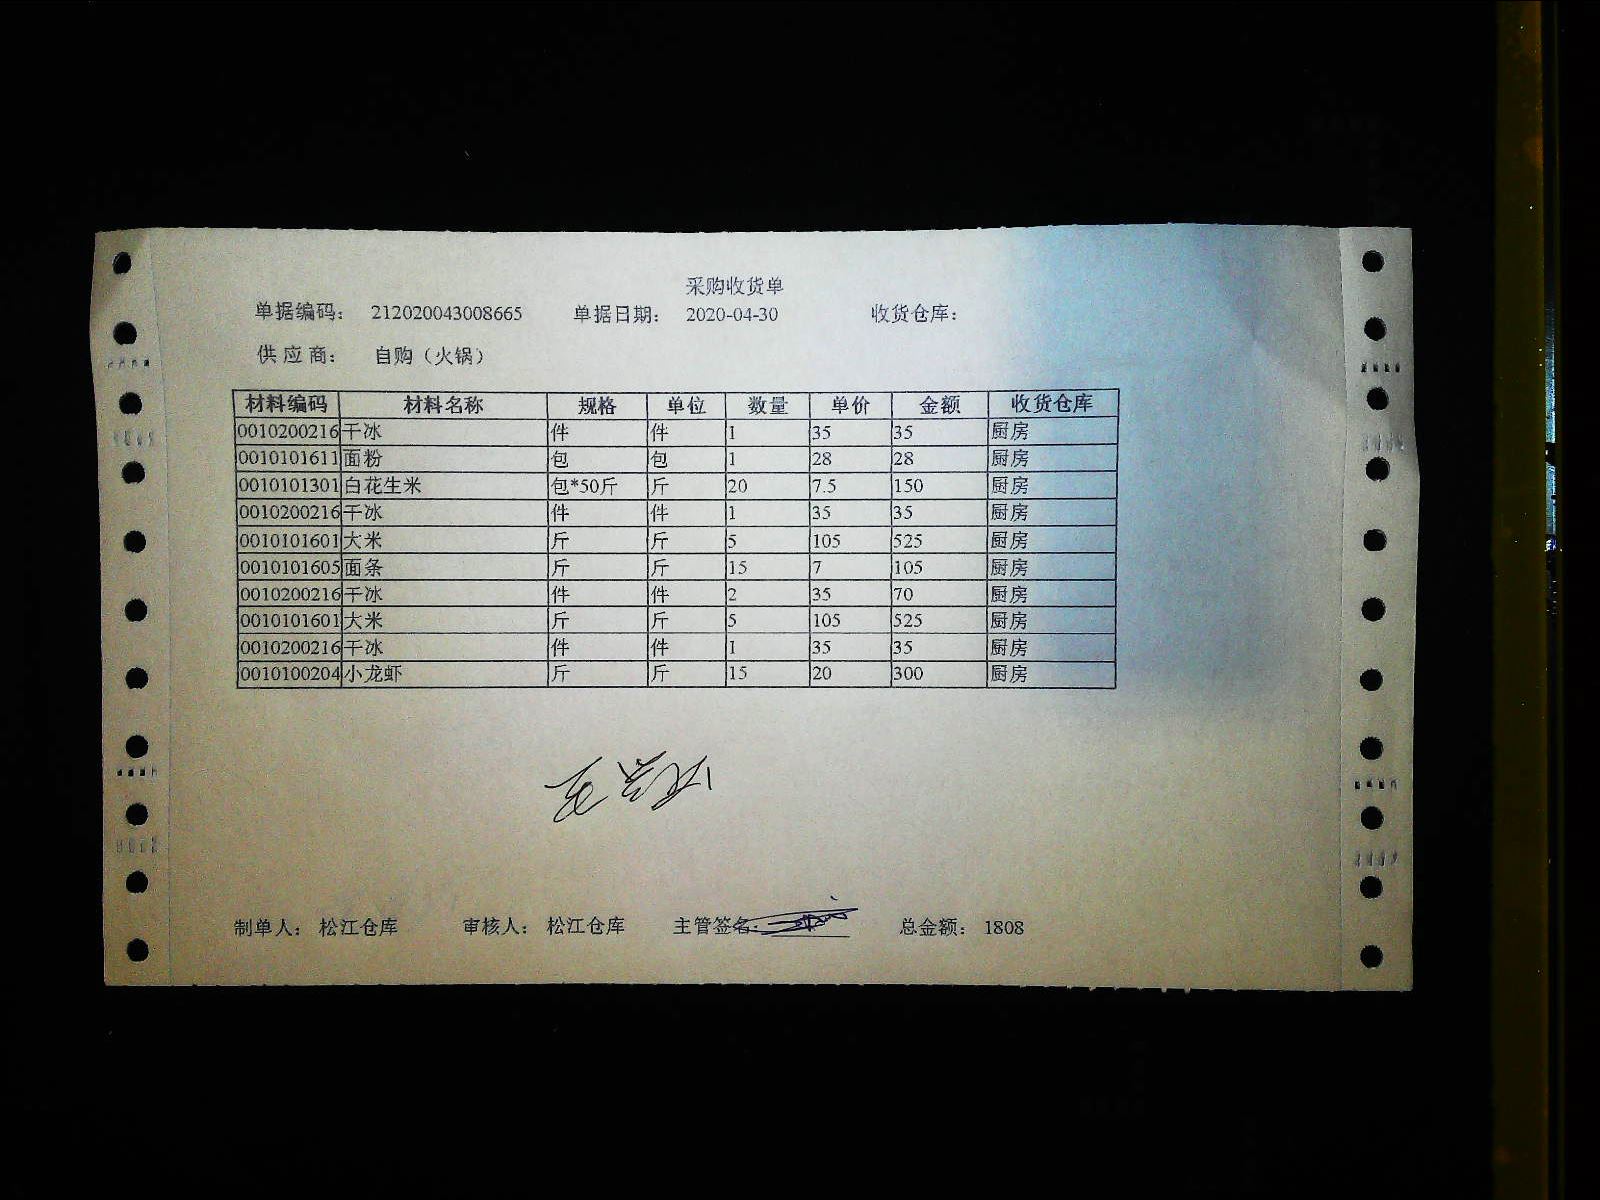 采购收货单
单据编码： 212020043008665 单据日期： 2020-04-30 收货仓库：
供应商： 自购（火锅）
材料编码 材料名称 规格 单位 数量 单价 金额 收货仓库
0010200216 干冰 件 件 1 35 35 厨房
0010101611 面粉 包 包 1 28 28 厨房
0010101301 白花生米 包*50斤 斤 20 7.5 150 厨房
0010200216 干冰 件 件 1 35 35 厨房
0010101601 大米 斤 斤 5 105 525 厨房
0010101605 面条 斤 斤 15 7 105 厨房
0010200216 干冰 件 件 2 35 70 厨房
0010101601 大米 斤 斤 5 105 525 厨房
0010200216 干冰 件 件 1 35 35 厨房
0010100204 小龙虾 斤 斤 15 20 300 厨房
制单人： 松江仓库 审核人： 松江仓库 主管签名： 总金额： 1808